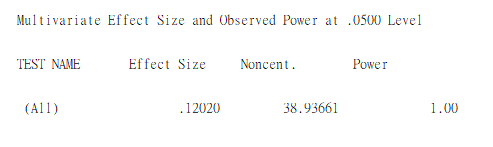 Multivariate Effect Size and Observed Power at .0500 Level
TEST NAME Effect Size Noncent. Power
(All) .12020 38.93661 1.00